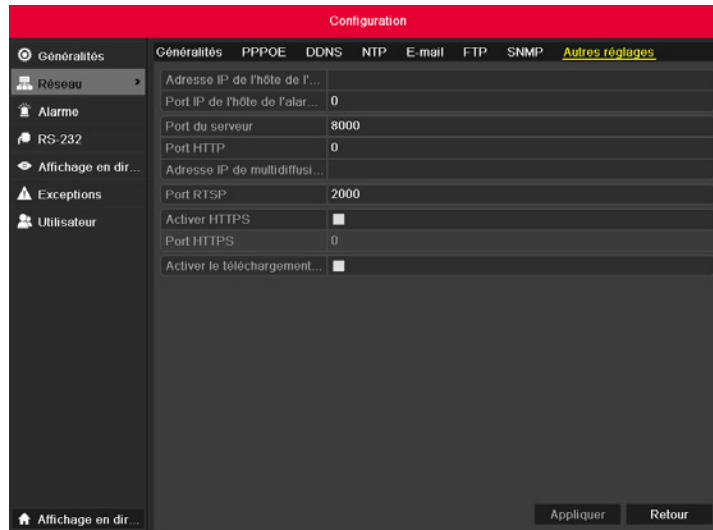 Configuration
Généralités
Réseau
Alarme
RS-232
Affichage en dir...
Exceptions
Utilisateur
Affichage en dir...
Généralités PPPOE DDNS NTP E-mail FTP SNMP Autres réglages
Adresse IP de l'hôte de l'...
Port IP de l'hôte de l'alar... 0
Port du serveur 8000
Port HTTP 0
Adresse IP de multidiffusi...
Port RTSP 2000
Activer HTTPS
Port HTTPS 0
Activer le téléchargement...
Appliquer Retour